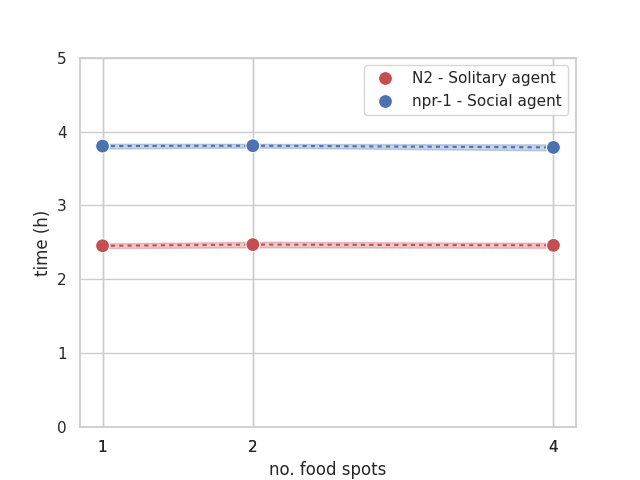 5
4
3
2
1
0
time (h)
N2 - Solitary agent
npr-1 - Social agent
1 2 4
no. food spots